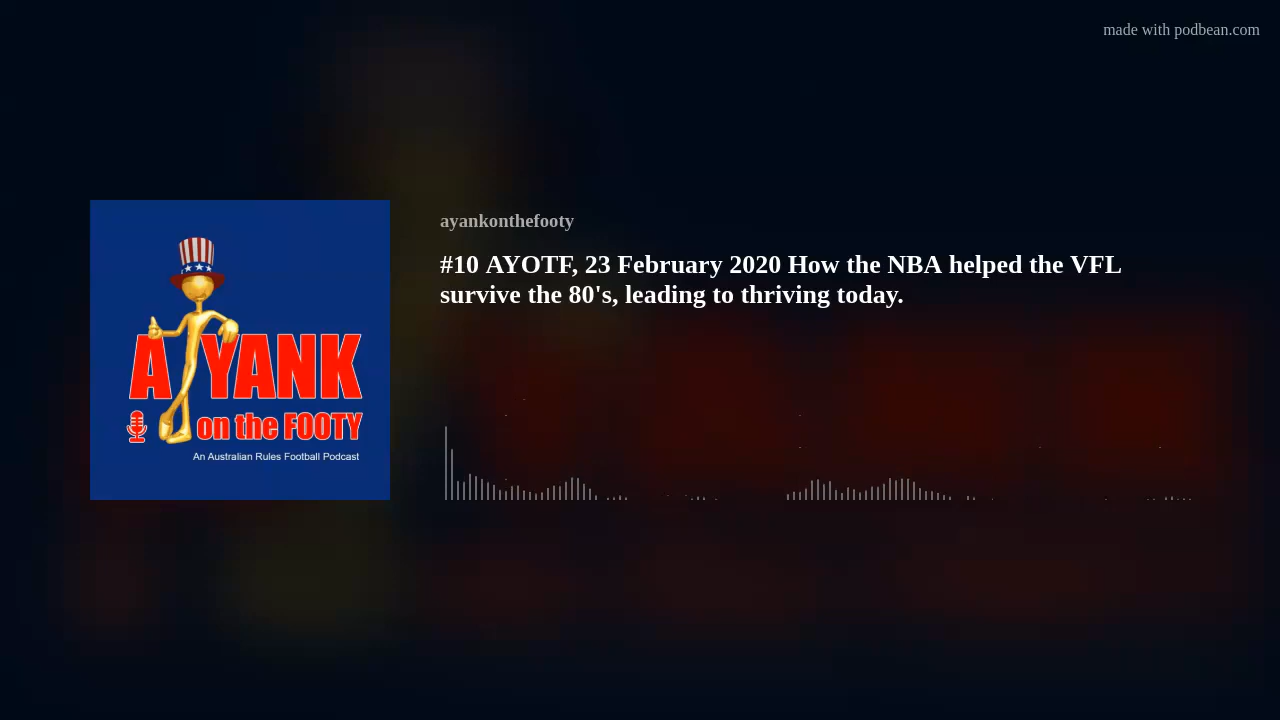 made with podbean.com
ayankonthefooty
#10 AYOTF, 23 February 2020 How the NBA helped the VFL
survive the 80's, leading to thriving today.
A YANK
on the FOOTY
An Australian Rules Football Podcast